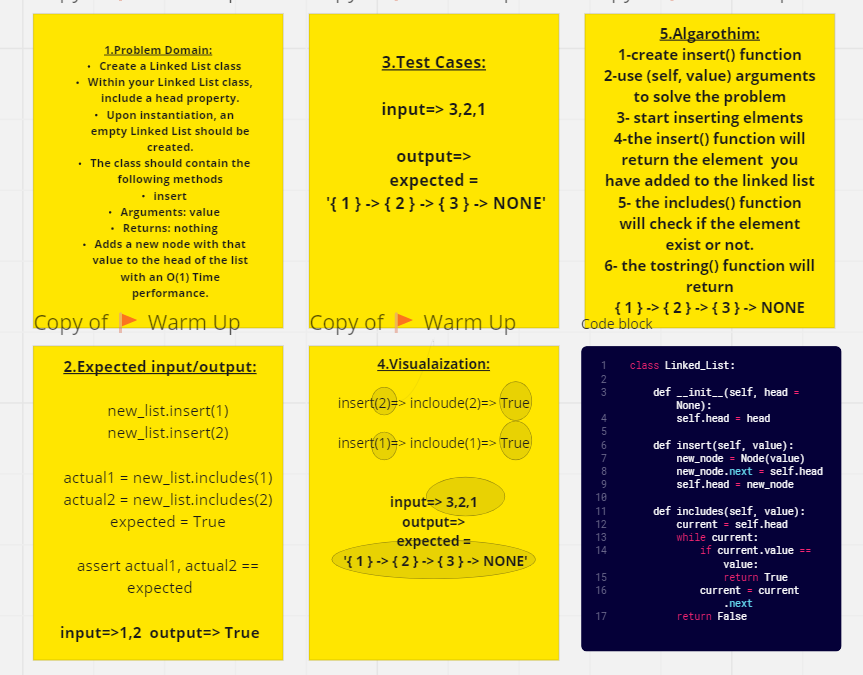 1.Problem Domain:
• Create a Linked List class
• Within your Linked List class,
include a head property.
• Upon instantiation, an
empty Linked List should be
created.
• The class should contain the
following methods
• insert
• Arguments: value
• Returns: nothing
• Adds a new node with that
value to the head of the list
with an O(1) Time
performance.
3.Test Cases:
input=> 3,2,1
output=>
expected =
'{ 1 } -> { 2 } -> { 3 } -> NONE'
5.Algarothim:
1-create insert() function
2-use (self, value) arguments
to solve the problem
3- start inserting elments
4-the insert() function will
return the element you
have added to the linked list
5- the includes() function
will check if the element
exist or not.
6- the tostring() function will
return
{ 1 } -> { 2 } -> { 3 } -> NONE
Copy of 🚩 Warm Up
2.Expected input/output:
new_list.insert(1)
new_list.insert(2)
actual1 = new_list.includes(1)
actual2 = new_list.includes(2)
expected = True
assert actual1, actual2 ==
expected
input=>1,2 output=> True
Copy of 🚩 Warm Up
4.Visualaization:
insert(2)=> incloude(2)=> True
insert(1)=> incloude(1)=> True
input=> 3,2,1
output=>
expected =
'{ 1 } -> { 2 } -> { 3 } -> NONE'
Code block
1 class Linked_List:
2
3 def __init__(self, head =
None):
4 self.head = head
5
6 def insert(self, value):
7 new_node = Node(value)
8 new_node.next = self.head
9 self.head = new_node
10
11 def includes(self, value):
12 current = self.head
13 while current:
14 if current.value ==
value:
15 return True
16 current = current
.next
17 return False